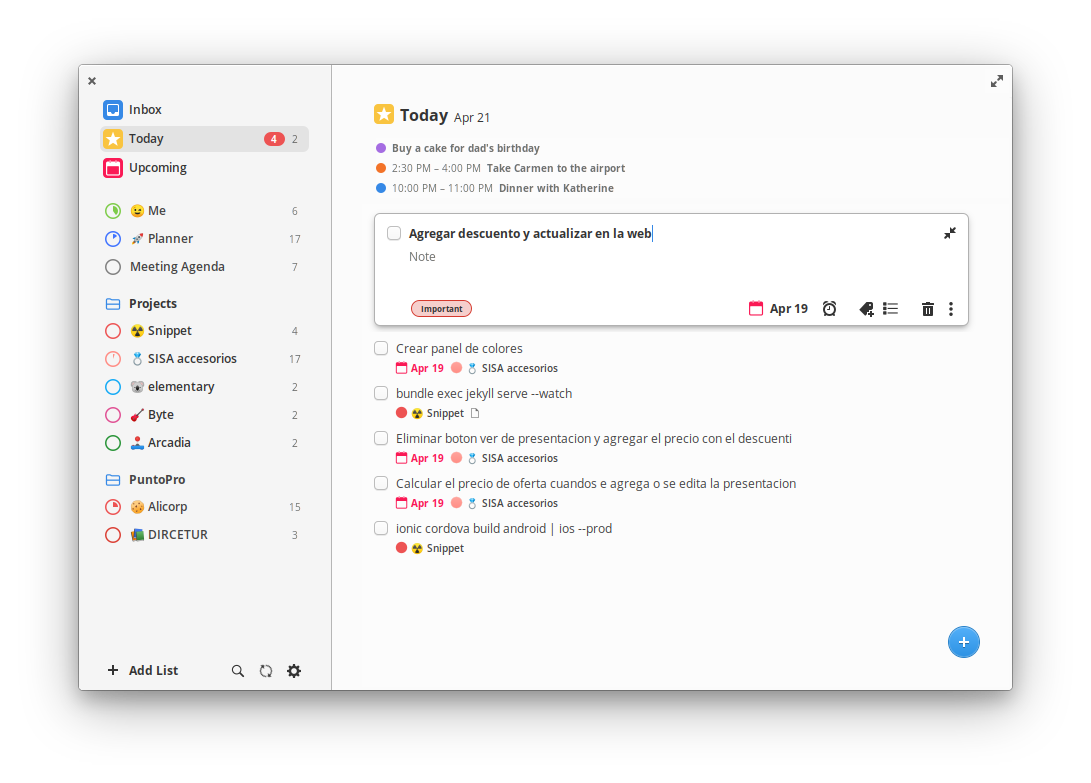 Inbox
Today 4 2
Upcoming
Me 6
Planner 17
Meeting Agenda 7
Projects
Snippet 4
SISA accesorios 17
elementary 2
Byte 2
Arcadia 2
PuntoPro
Alicorp 15
DIRCETUR 3
Add List
Today Apr 21
Buy a cake for dad's birthday
2:30 PM – 4:00 PM Take Carmen to the airport
10:00 PM – 11:00 PM Dinner with Katherine
Agregar descuento y actualizar en la web
Note
Important Apr 19
Crear panel de colores
Apr 19 SISA accesorios
bundle exec jekyll serve --watch
Snippet
Eliminar boton ver de presentacion y agregar el precio con el descuenti
Apr 19 SISA accesorios
Calcular el precio de oferta cuandos e agrega o se edita la presentacion
Apr 19 SISA accesorios
ionic cordova build android | ios --prod
Snippet